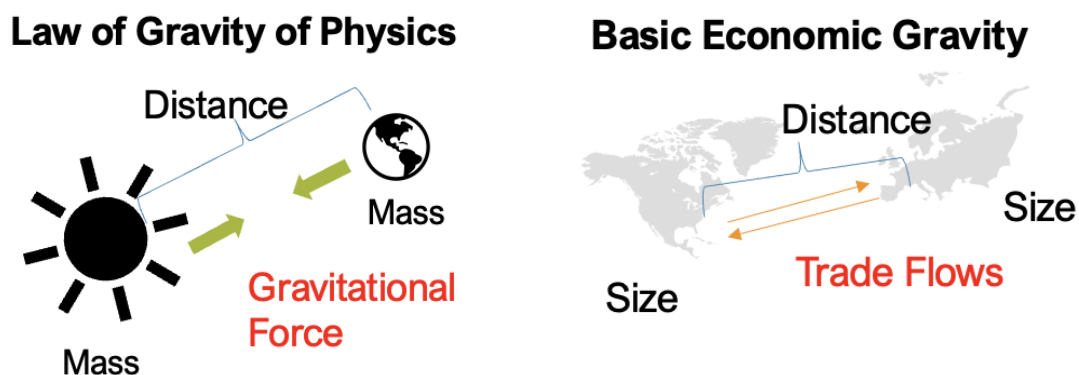 Law of Gravity of Physics
Distance
Mass
Gravitational
Force
Mass
Basic Economic Gravity
Distance
Size
Trade Flows
Size